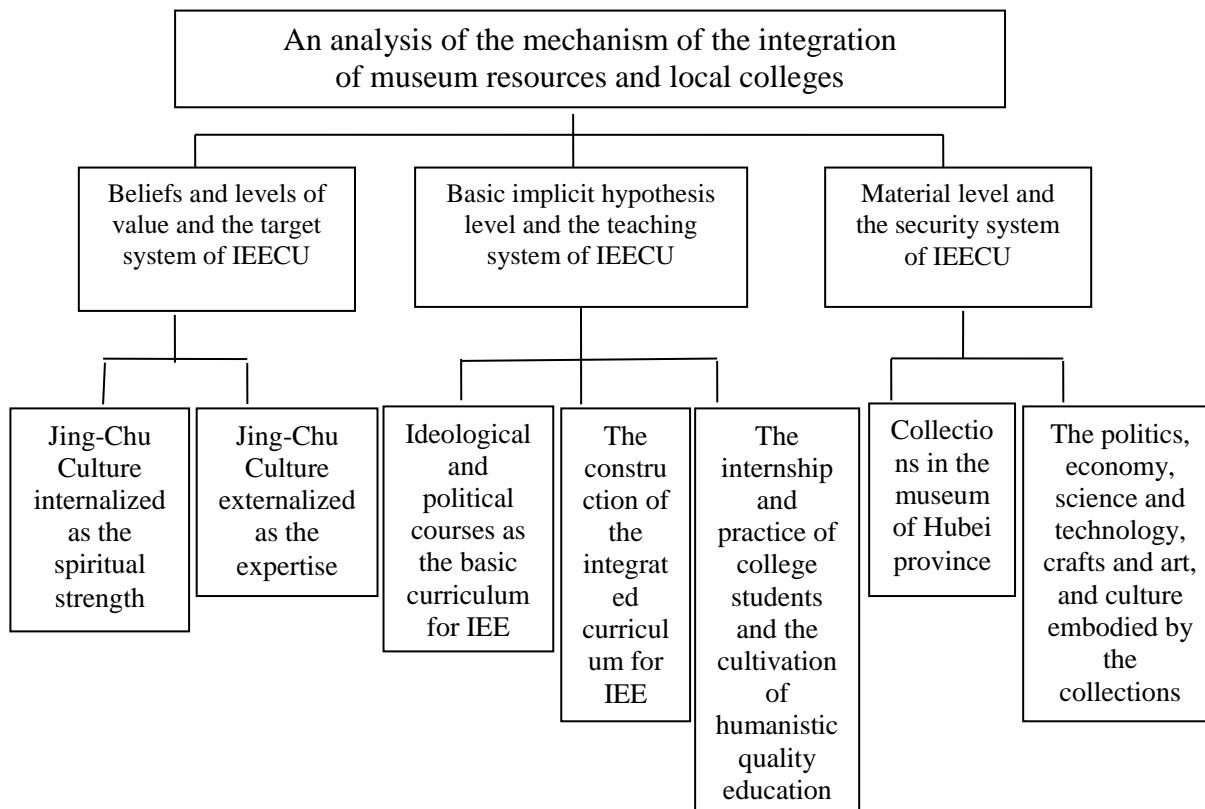 An analysis of the mechanism of the integration
of museum resources and local colleges
Beliefs and levels of
value and the target
system of IEECU
Basic implicit hypothesis
level and the teaching
system of IEECU
Material level and
the security system
of IEECU
Jing-Chu
Culture
internalized
as the
spiritual
strength
Jing-Chu
Culture
externalized
as the
expertise
Ideological
and
political
courses as
the basic
curriculum
for IEE
The
constru
ction of
the
integrat
ed
curricul
um for
IEE
The
internship
and
practice of
college
students
and the
cultivation
of
humanistic
quality
education
Collectio
ns in the
museum
of Hubei
province
The politics,
economy,
science and
technology,
crafts and art,
and culture
embodied by
the
collections